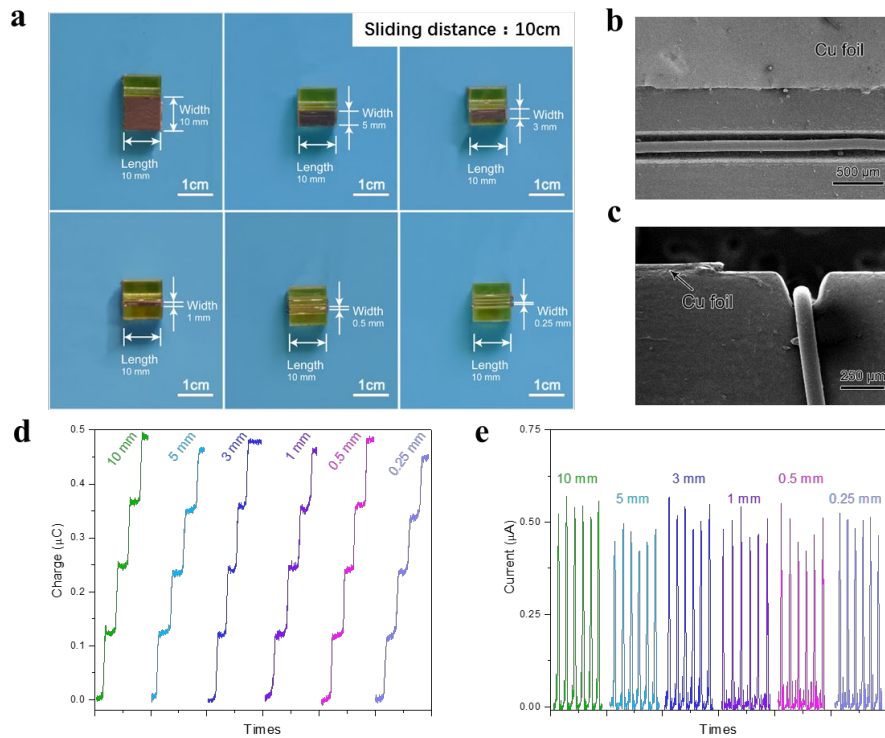 a
Sliding distance : 10cm
Width
10 mm
Length
10 mm
1cm
Width
5 mm
Length
10 mm
1cm
Width
3 mm
Length
10 mm
1cm
Width
1 mm
Length
10 mm
1cm
Width
0.5 mm
Length
10 mm
1cm
Width
0.25 mm
Length
10 mm
1cm
b
Cu foil
500 μm
c
Cu foil
250 μm
d
0.5
0.4
0.3
0.2
0.1
0.0
Charge (μC)
10 mm
5 mm
3 mm
1 mm
0.5 mm
0.25 mm
Times
e
0.75
0.50
0.25
0.00
Current (μA)
10 mm
5 mm
3 mm
1 mm
0.5 mm
0.25 mm
Times